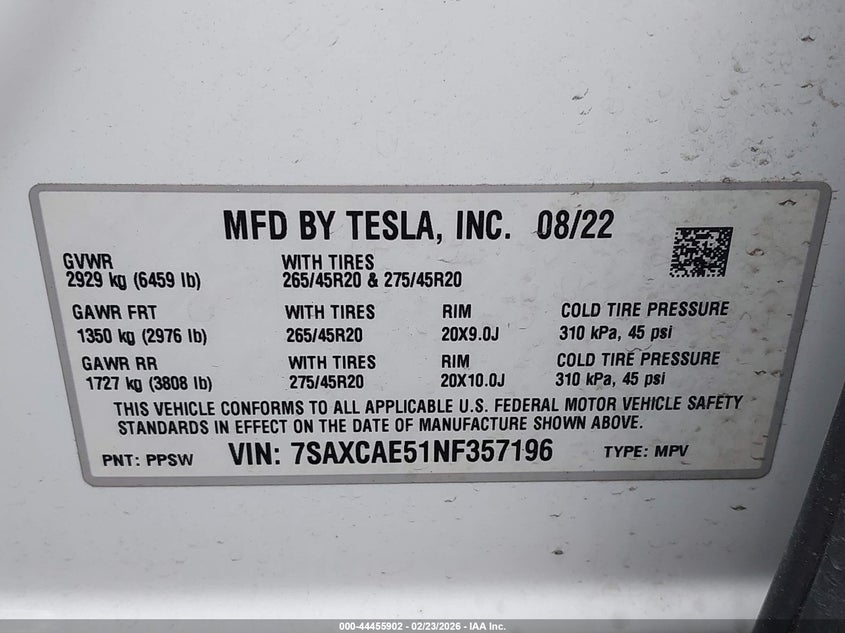 MFD BY TESLA, INC. 08/22
GVWR WITH TIRES
2929 kg (6459 lb) 265/45R20 & 275/45R20
GAWR FRT WITH TIRES RIM COLD TIRE PRESSURE
1350 kg (2976 lb) 265/45R20 20X9.0J 310 kPa, 45 psi
GAWR RR WITH TIRES RIM COLD TIRE PRESSURE
1727 kg (3808 lb) 275/45R20 20X10.0J 310 kPa, 45 psi
THIS VEHICLE CONFORMS TO ALL APPLICABLE U.S. FEDERAL MOTOR VEHICLE SAFETY
STANDARDS IN EFFECT ON THE DATE OF MANUFACTURE SHOWN ABOVE.
PNT: PPSW VIN: 7SAXCAE51NF357196 TYPE: MPV
000-44455902 - 02/23/2026 - IAA Inc.